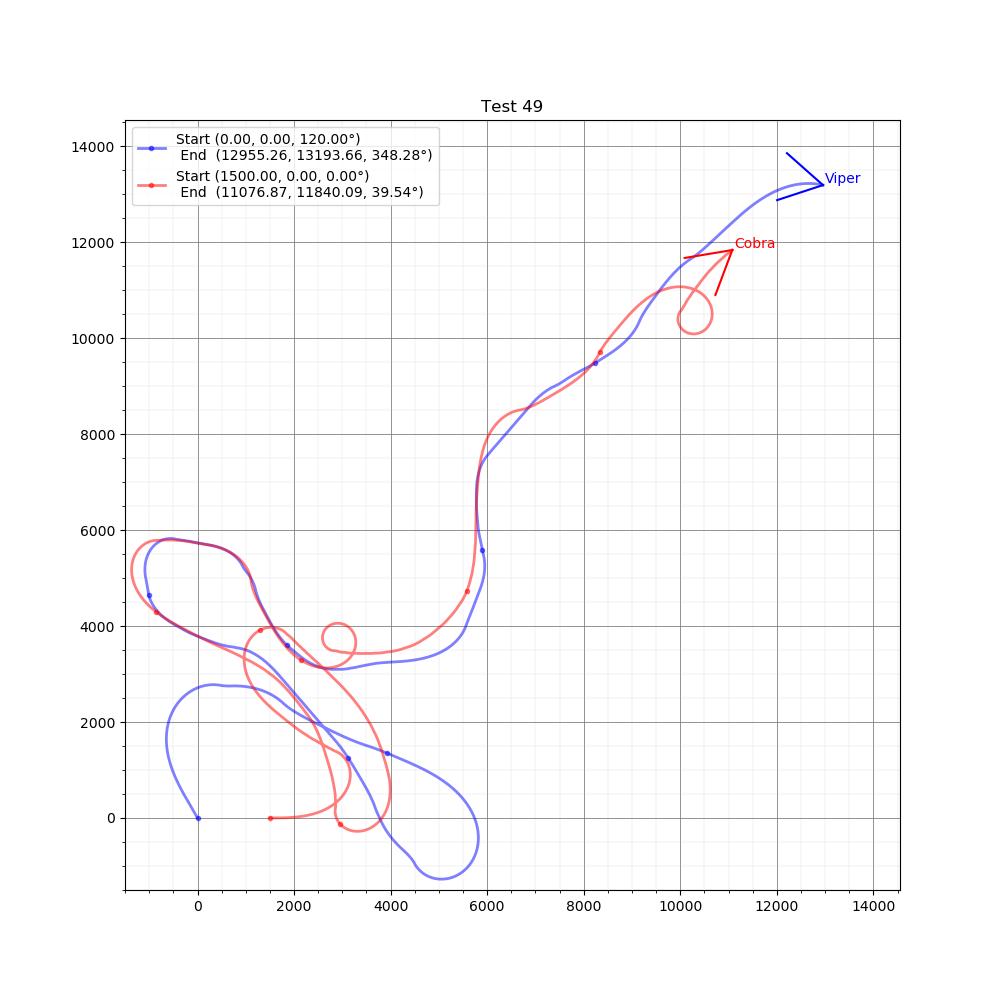 Test 49
Start (0.00, 0.00, 120.00°)
End (12955.26, 13193.66, 348.28°)
Start (1500.00, 0.00, 0.00°)
End (11076.87, 11840.09, 39.54°)
Viper
Cobra
14000
12000
10000
8000
6000
4000
2000
0
0 2000 4000 6000 8000 10000 12000 14000